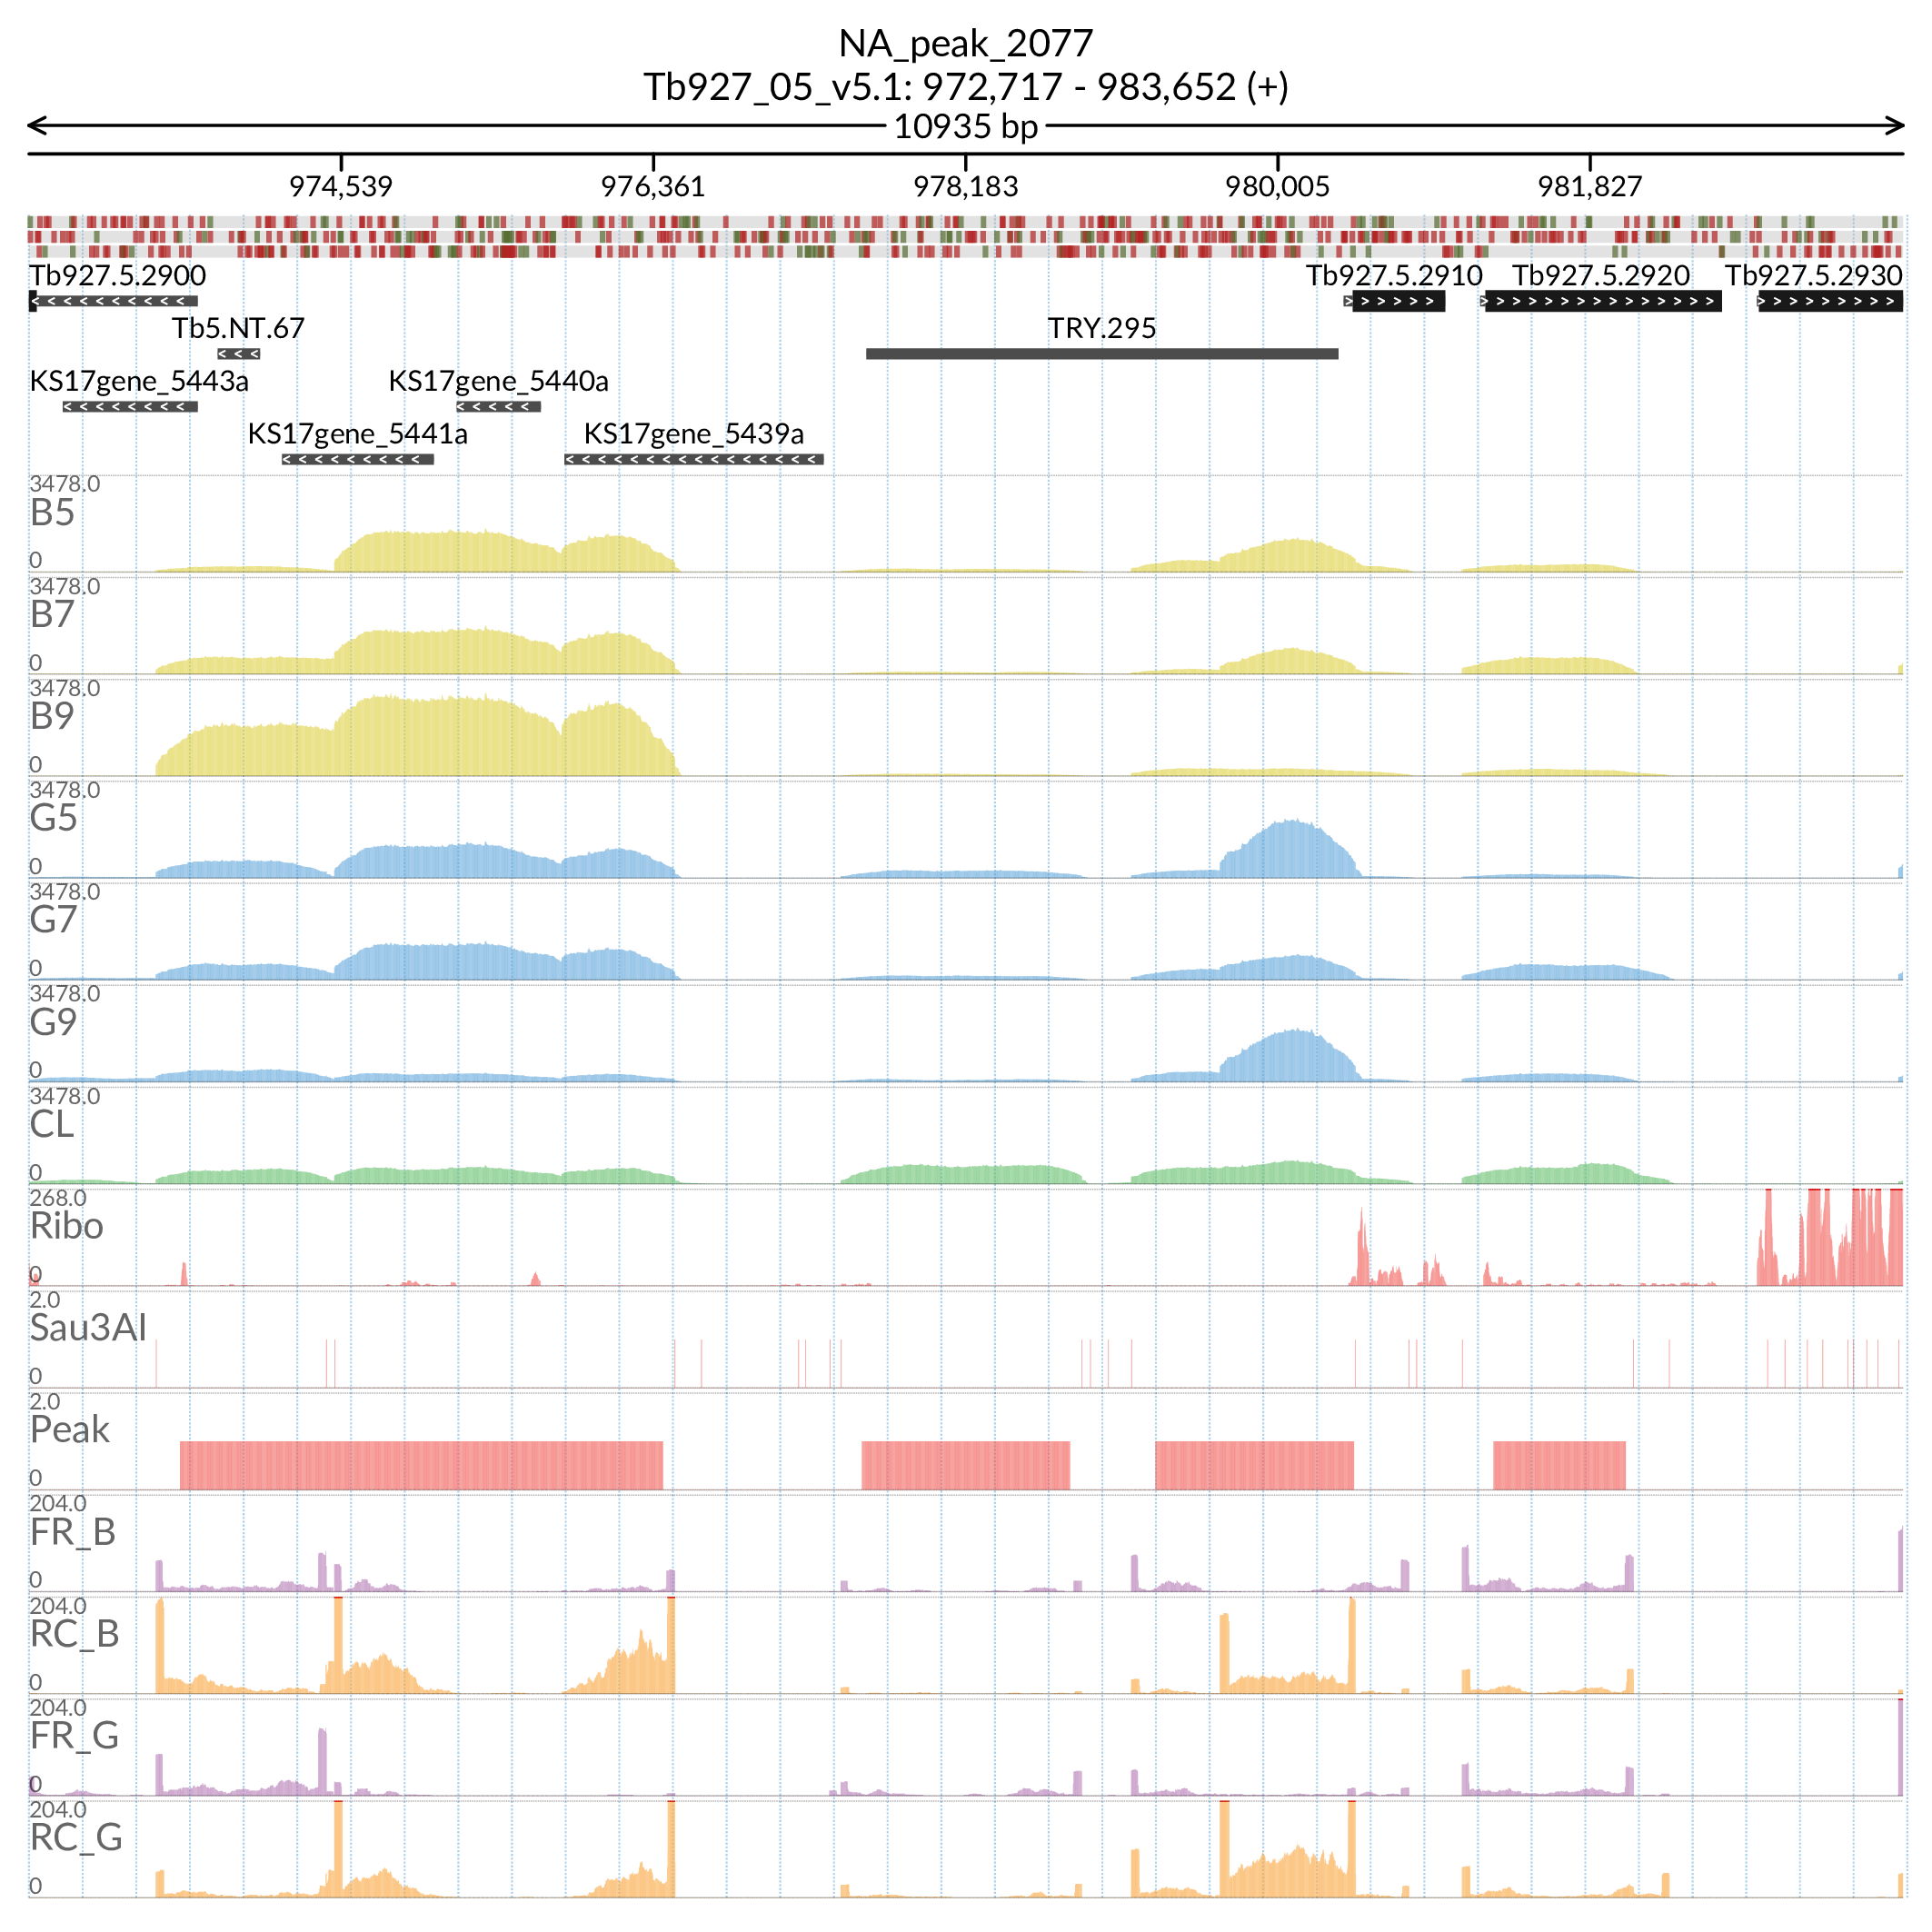 NA_peak_2077
Tb927_05_v5.1: 972,717 - 983,652 (+)
10935 bp
974,539 976,361 978,183 980,005 981,827
Tb927.5.2900 Tb927.5.2910 Tb927.5.2920 Tb927.5.2930
Tb5.NT.67 TRY.295
KS17gene_5443a KS17gene_5440a
KS17gene_5441a KS17gene_5439a
3478.0
B5
0
3478.0
B7
0
3478.0
B9
0
3478.0
G5
0
3478.0
G7
0
3478.0
G9
0
3478.0
CL
0
268.0
Ribo
0
2.0
Sau3AI
0
2.0
Peak
0
204.0
FR_B
0
204.0
RC_B
0
204.0
FR_G
0
204.0
RC_G
0